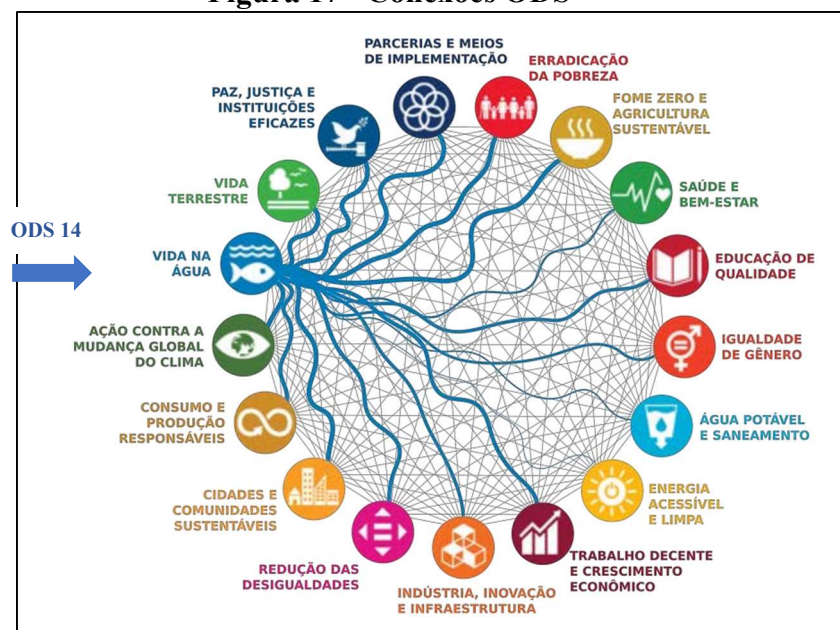 Figura 17 - Conexões ODS
PARCERIAS E MEIOS
DE IMPLEMENTAÇÃO
ERRADICAÇÃO
DA POBREZA
FOME ZERO E
AGRICULTURA
SUSTENTÁVEL
SAÚDE E
BEM-ESTAR
EDUCAÇÃO DE
QUALIDADE
IGUALDADE
DE GÊNERO
ÁGUA POTÁVEL
E SANEAMENTO
ENERGIA
ACESSÍVEL
E LIMPA
TRABALHO DECENTE
E CRESCIMENTO
ECONÔMICO
INDÚSTRIA, INOVAÇÃO
E INFRAESTRUTURA
REDUÇÃO DAS
DESIGUALDADES
CIDADES E
COMUNIDADES
SUSTENTÁVEIS
CONSUMO E
PRODUÇÃO
RESPONSÁVEIS
AÇÃO CONTRA A
MUDANÇA GLOBAL
DO CLIMA
ODS 14
VIDA NA
ÁGUA
VIDA
TERRESTRE
PAZ, JUSTIÇA E
INSTITUIÇÕES
EFICAZES